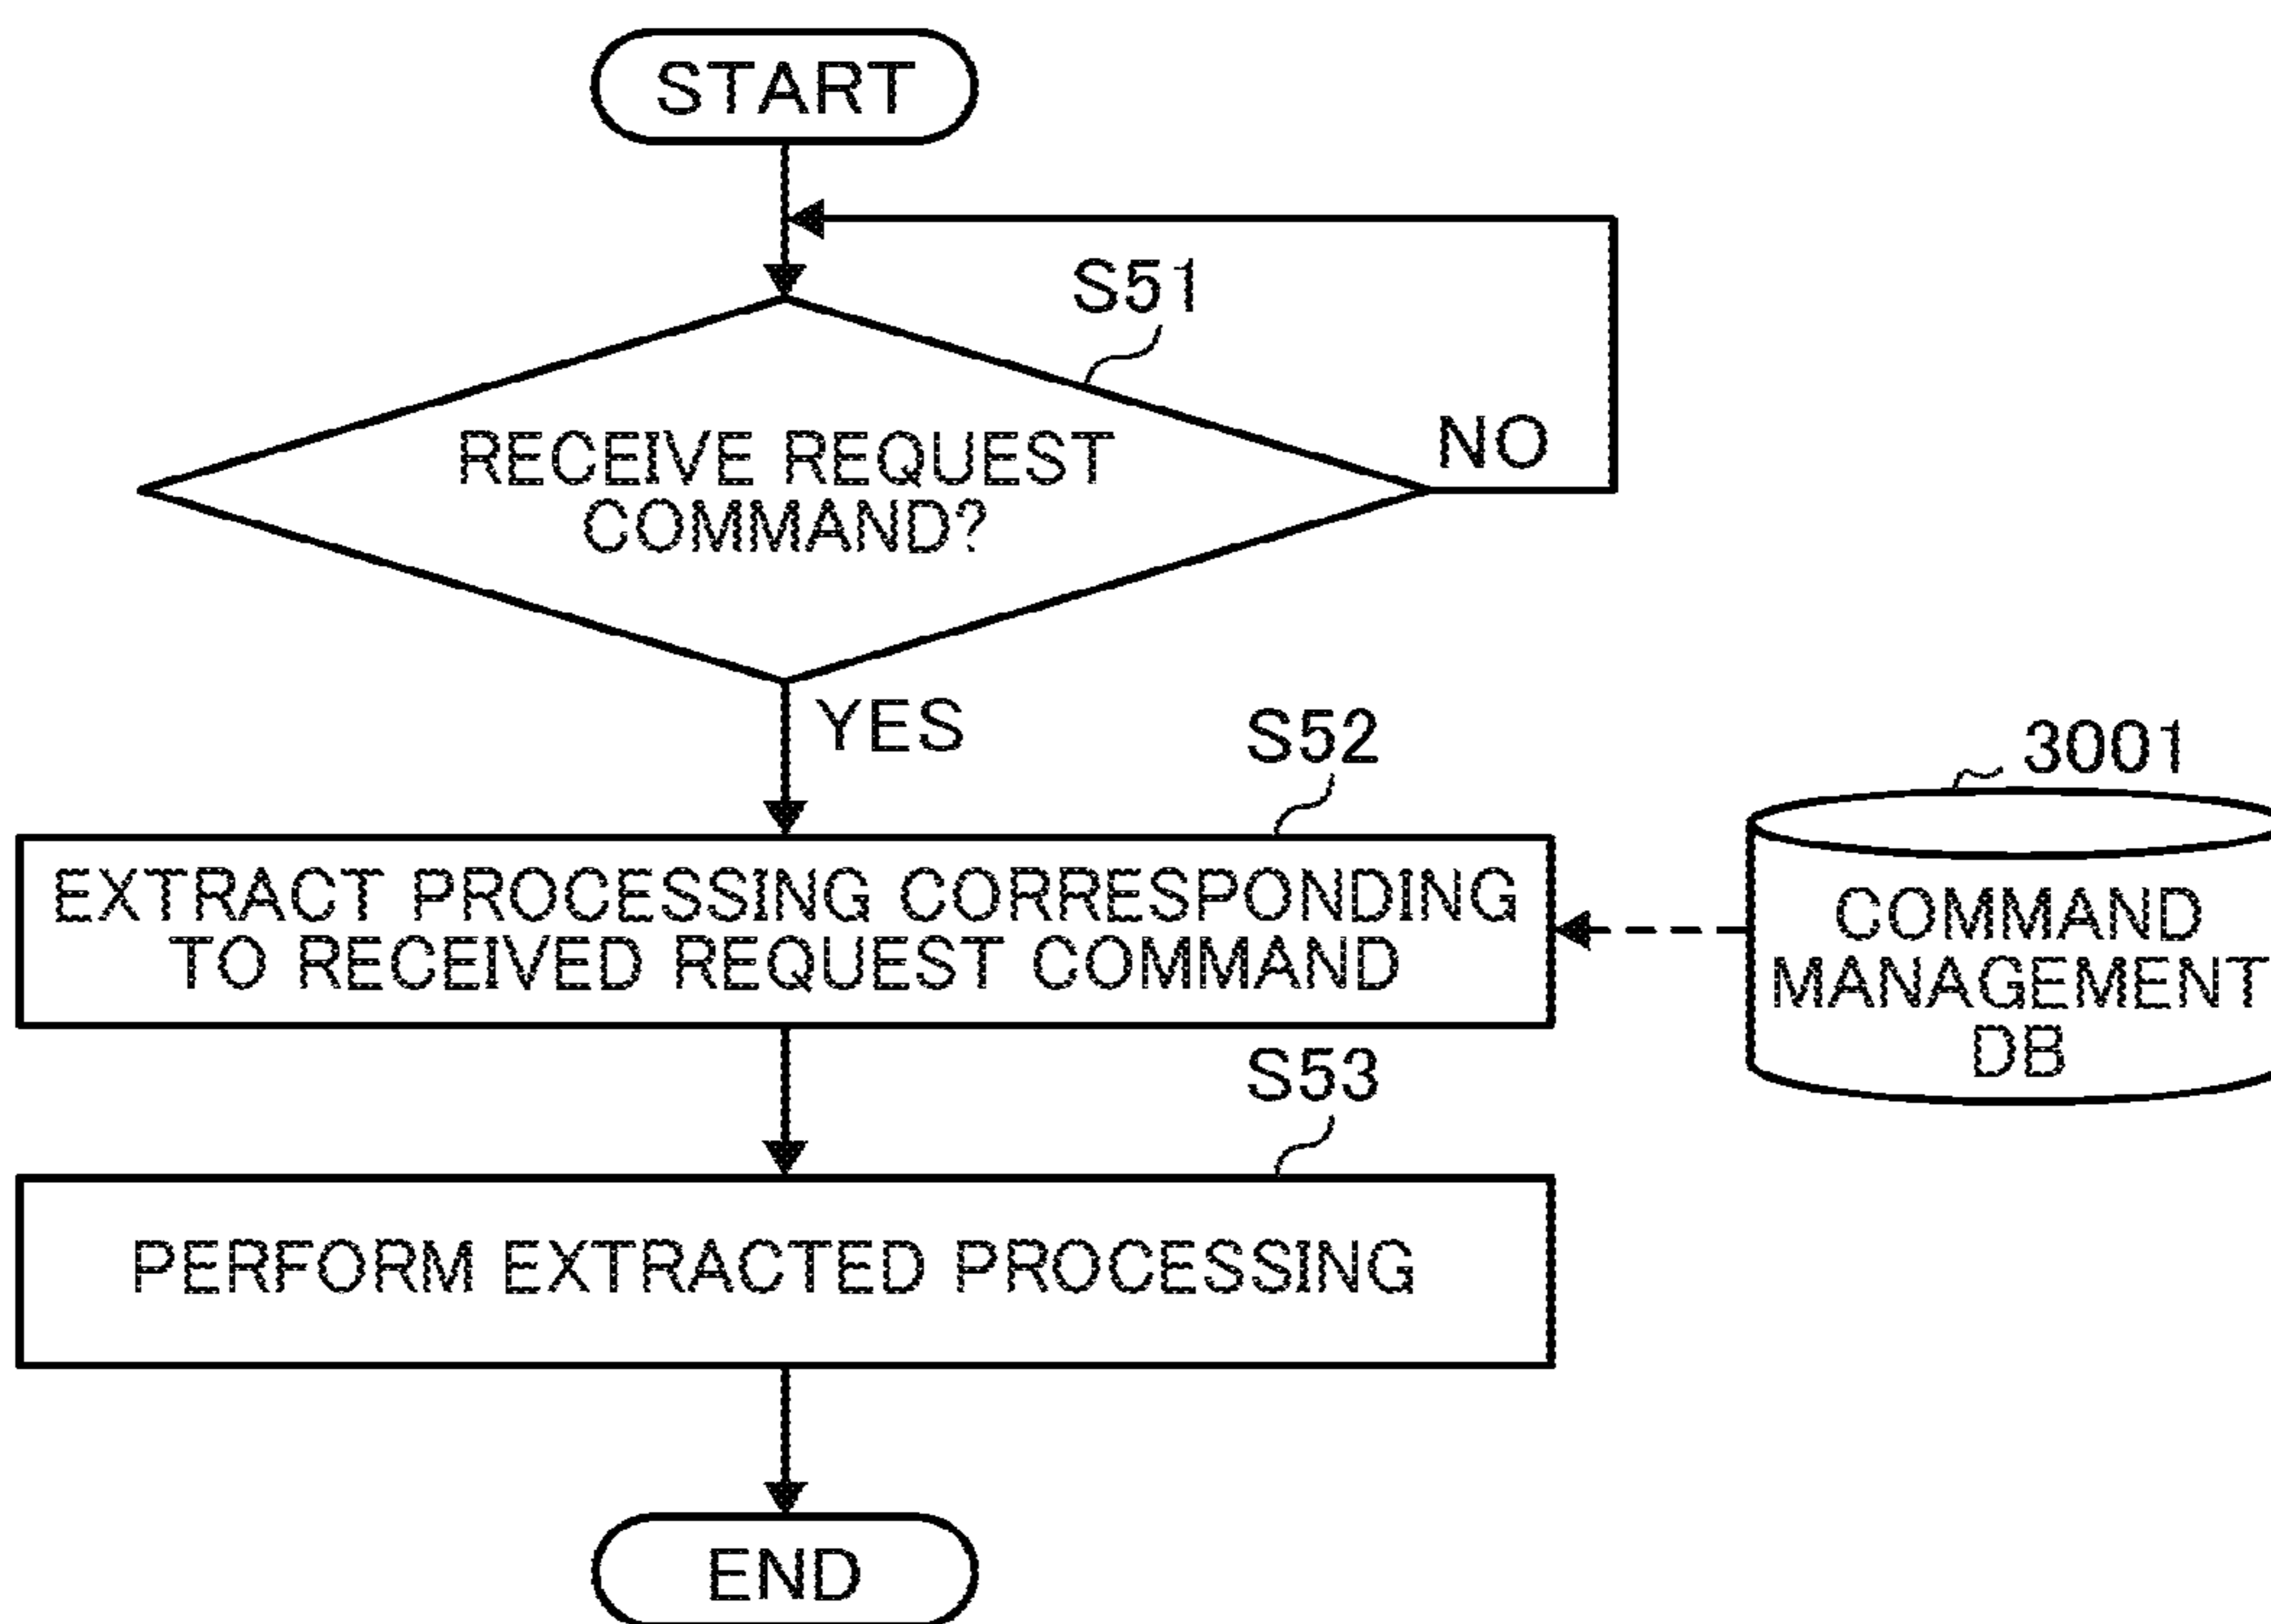 START
S51
RECEIVE REQUEST
COMMAND?
NO
YES
S52
3001
EXTRACT PROCESSING CORRESPONDING
TO RECEIVED REQUEST COMMAND
COMMAND
MANAGEMENT
DB
S53
PERFORM EXTRACTED PROCESSING
END